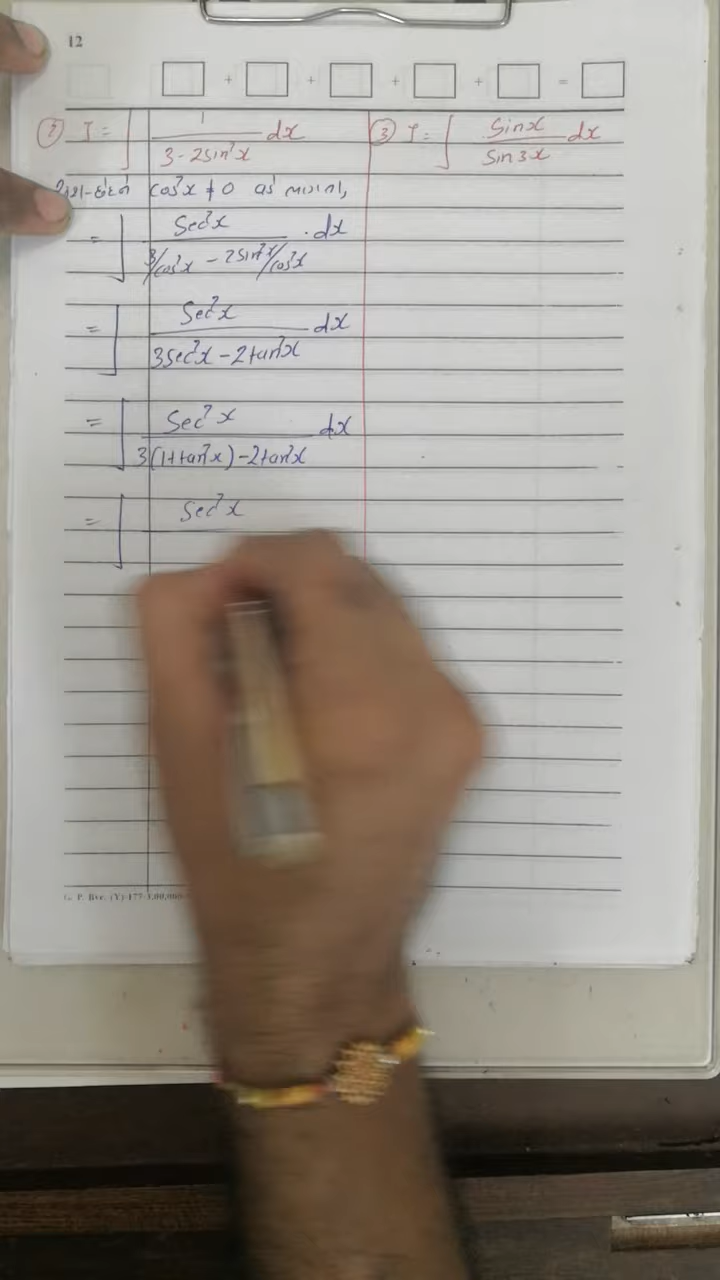 12
+ + + + =
② I = ∫ 1 / (3 - 2sin²x) dx
③ I = ∫ sinx / sin3x dx
cos²x ≠ 0
= ∫ sec²x / (3/cos²x - 2sin²x/cos²x) . dx
= ∫ sec²x / (3sec²x - 2tan²x) dx
= ∫ sec²x / (3(1+tan²x) - 2tan²x) dx
= ∫ sec²x